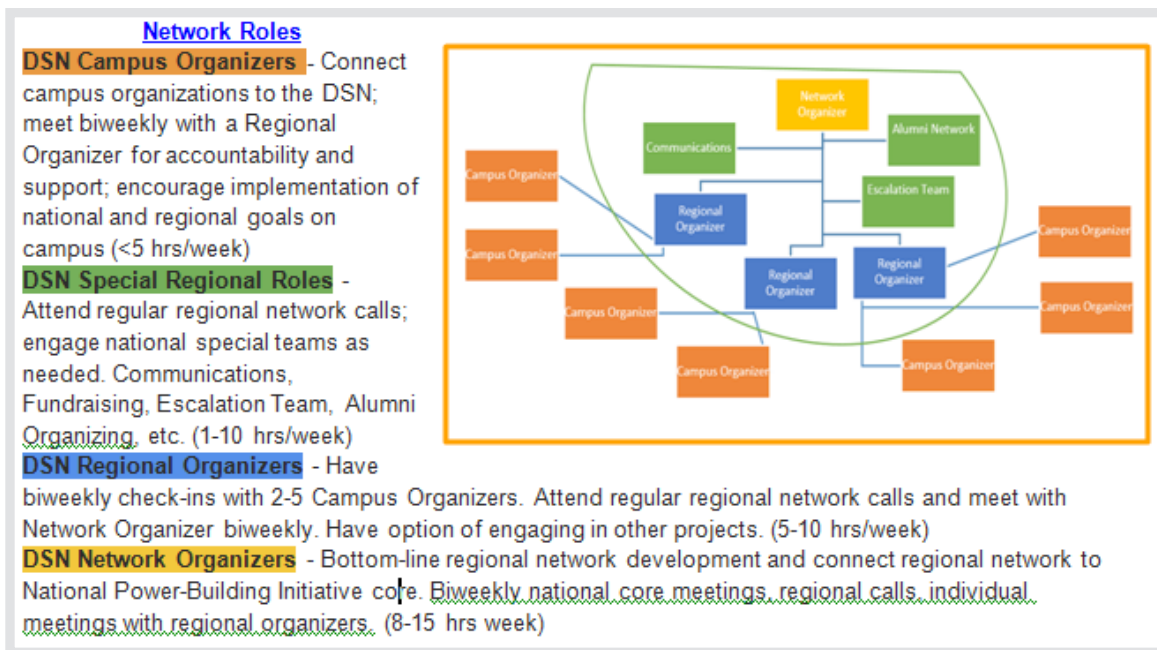 Network Roles
DSN Campus Organizers - Connect
campus organizations to the DSN;
meet biweekly with a Regional
Organizer for accountability and
support; encourage implementation of
national and regional goals on
campus (<5 hrs/week)
DSN Special Regional Roles -
Attend regular regional network calls;
engage national special teams as
needed. Communications,
Fundraising, Escalation Team, Alumni
Organizing, etc. (1-10 hrs/week)
DSN Regional Organizers - Have
biweekly check-ins with 2-5 Campus Organizers. Attend regular regional network calls and meet with
Network Organizer biweekly. Have option of engaging in other projects. (5-10 hrs/week)
DSN Network Organizers - Bottom-line regional network development and connect regional network to
National Power-Building Initiative core. Biweekly national core meetings, regional calls, individual
meetings with regional organizers. (8-15 hrs week)
Network
Organizer
Alumni Network
Communications
Campus Organizer
Escalation Team
Regional
Organizer
Campus Organizer
Campus Organizer
Regional
Organizer
Regional
Organizer
Campus Organizer
Campus Organizer
Campus Organizer
Campus Organizer
Campus Organizer